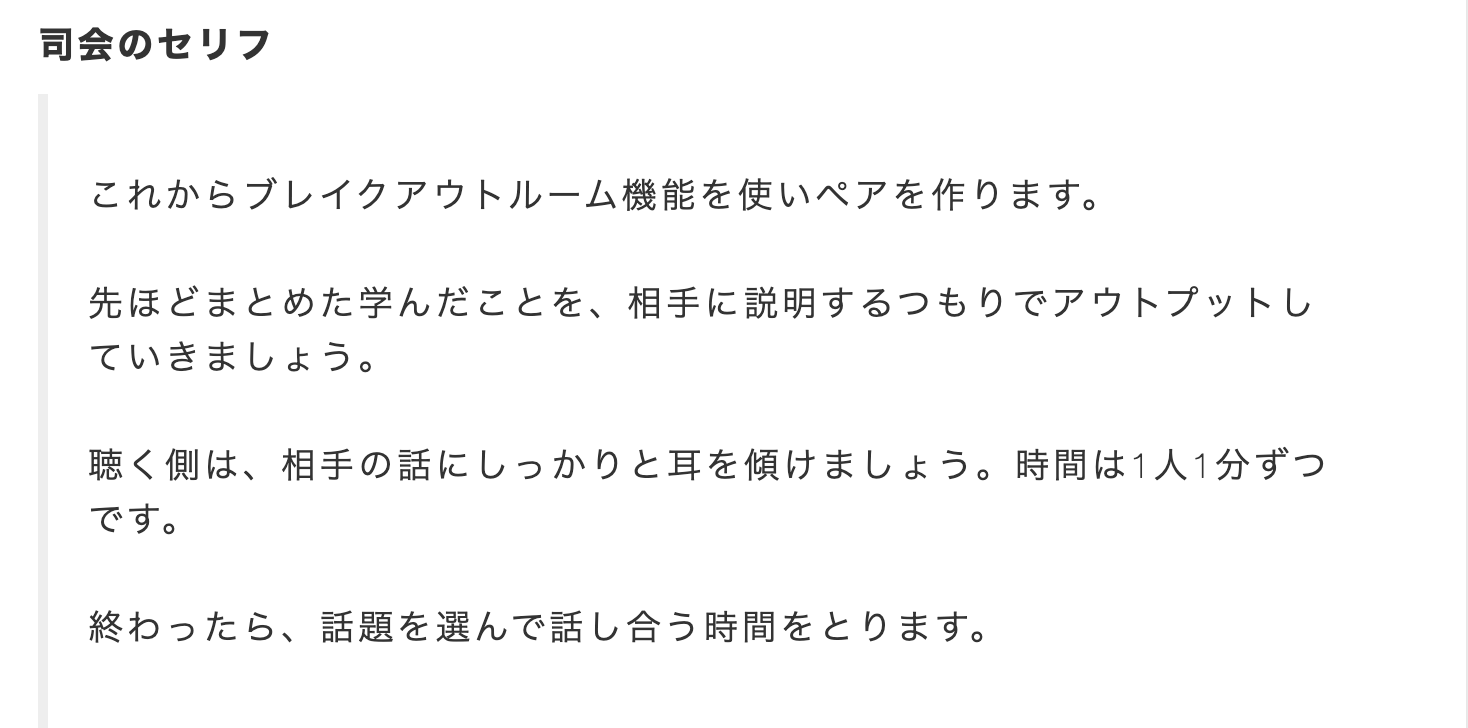 司会のセリフ
これからブレイクアウトルーム機能を使いペアを作ります。
先ほどまとめた学んだことを、相手に説明するつもりでアウトプットし
ていきましょう。
聴く側は、相手の話にしっかりと耳を傾けましょう。時間は1人1分ずつ
です。
終わったら、話題を選んで話し合う時間をとります。